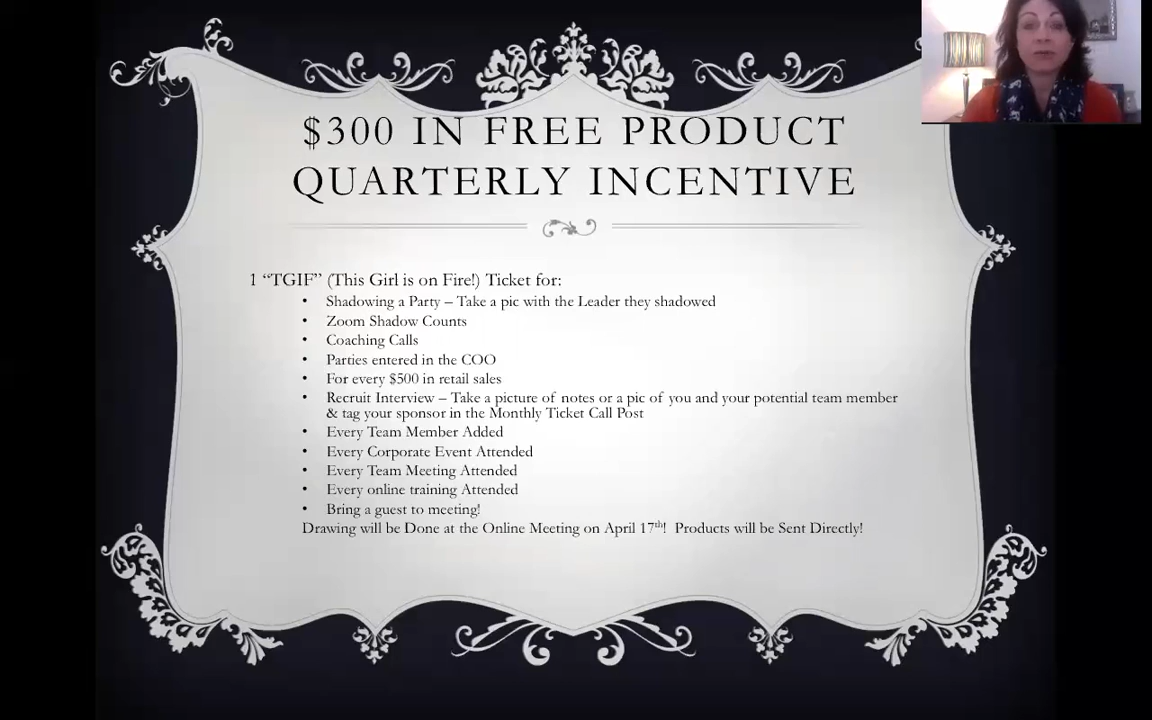 $300 IN FREE PRODUCT
QUARTERLY INCENTIVE
1 “TGIF” (This Girl is on Fire!) Ticket for:
• Shadowing a Party – Take a pic with the Leader they shadowed
• Zoom Shadow Counts
• Coaching Calls
• Parties entered in the COO
• For every $500 in retail sales
• Recruit Interview – Take a picture of notes or a pic of you and your potential team member
& tag your sponsor in the Monthly Ticket Call Post
• Every Team Member Added
• Every Corporate Event Attended
• Every Team Meeting Attended
• Every online training Attended
• Bring a guest to meeting!
Drawing will be Done at the Online Meeting on April 17th! Products will be Sent Directly!